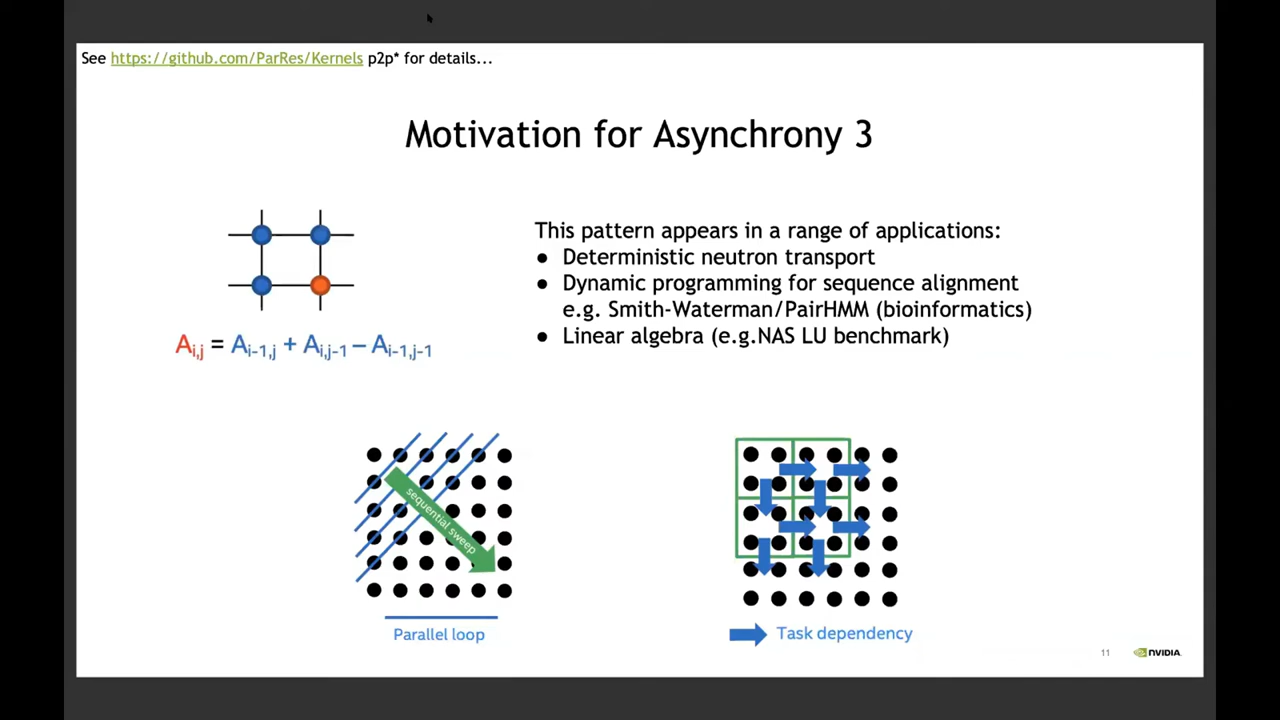 See https://github.com/ParRes/Kernels p2p* for details...
Motivation for Asynchrony 3
This pattern appears in a range of applications:
● Deterministic neutron transport
● Dynamic programming for sequence alignment
e.g. Smith-Waterman/PairHMM (bioinformatics)
● Linear algebra (e.g.NAS LU benchmark)
Ai,j = Ai-1,j + Ai,j-1 – Ai-1,j-1
sequential sweep
Parallel loop
Task dependency
11
NVIDIA.